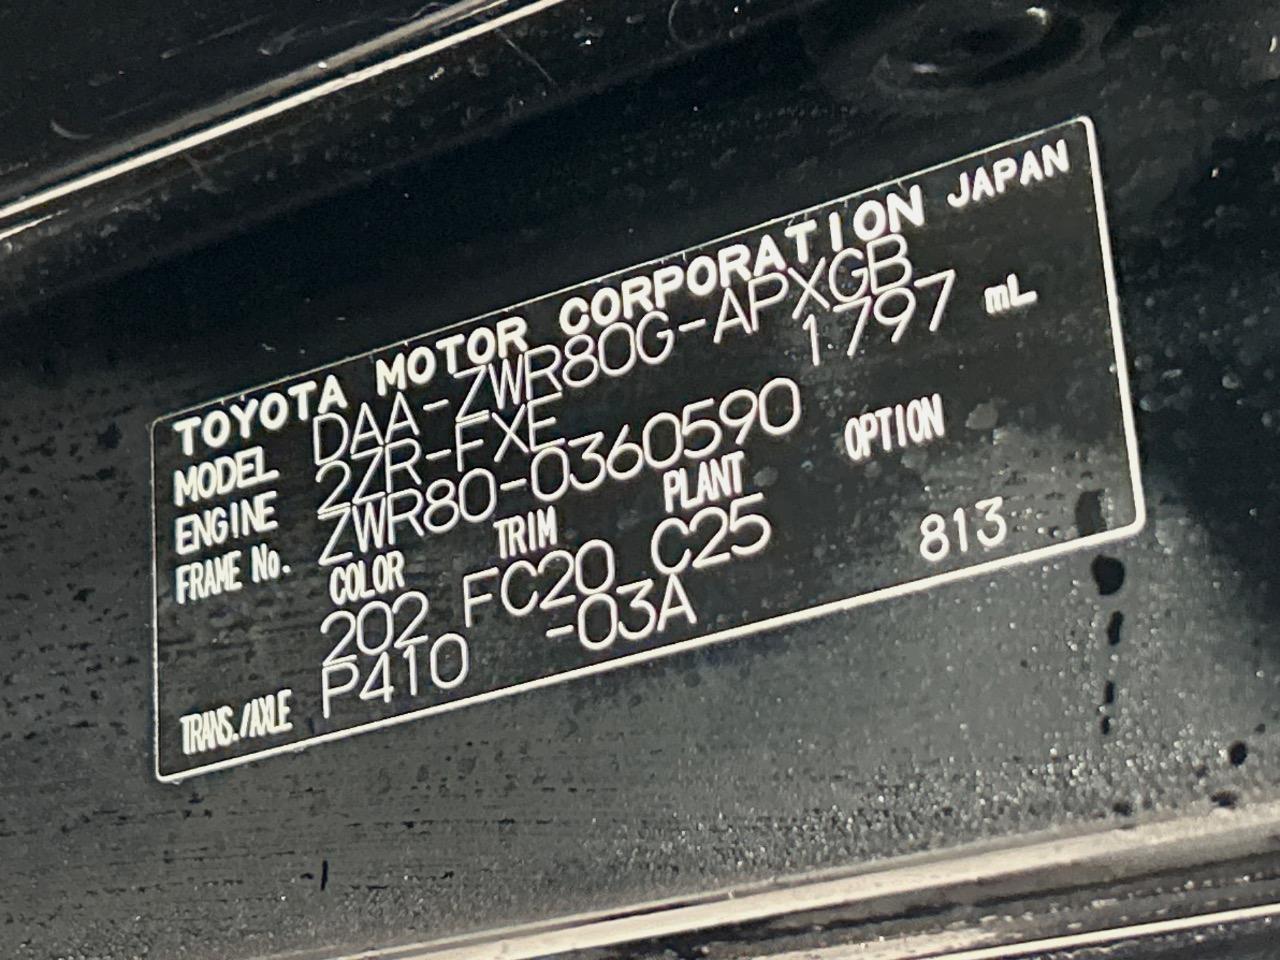 TOYOTA MOTOR CORPORATION JAPAN
MODEL DAA-ZWR80G-APXGB
ENGINE 2ZR-FXE 1797 mL
FRAME No. ZWR80-0360590
COLOR TRIM PLANT OPTION
202 FC20 C25 813
TRANS./AXLE P410 -03A